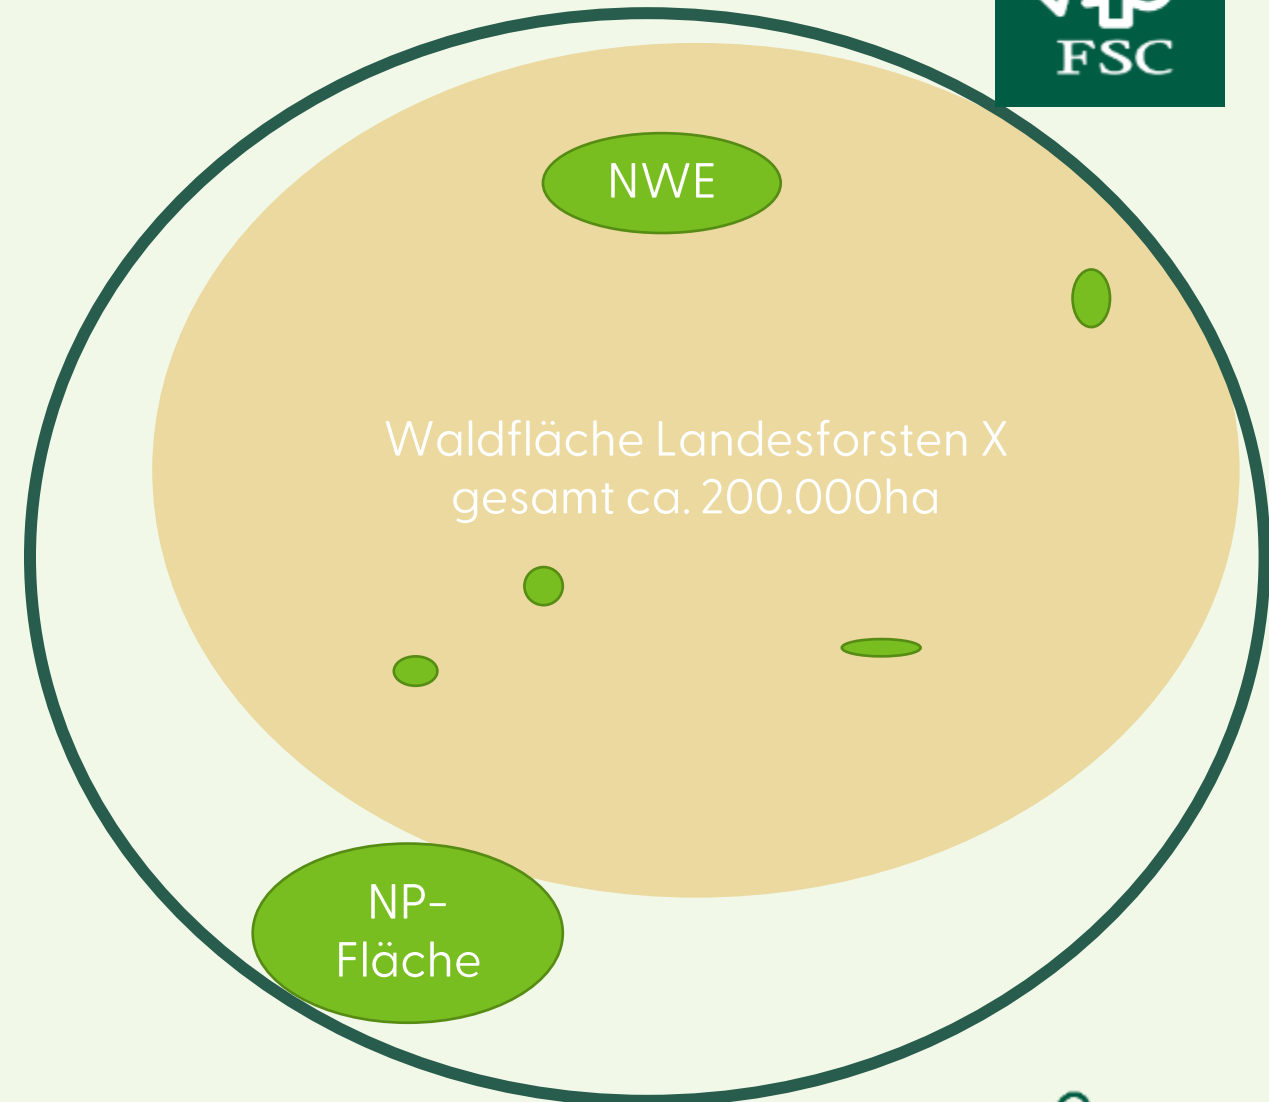 FSC
NWE
Waldfläche Landesforsten X
gesamt ca. 200.000ha
NP-
Fläche